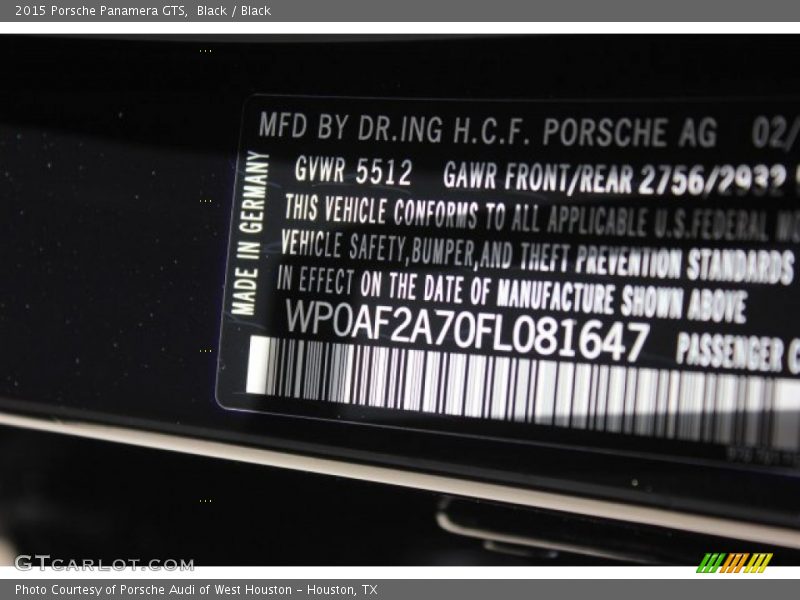 2015 Porsche Panamera GTS, Black / Black
MFD BY DR.ING H.C.F. PORSCHE AG 02/
GVWR 5512 GAWR FRONT/REAR 2756/2932
THIS VEHICLE CONFORMS TO ALL APPLICABLE U.S.FEDERAL
VEHICLE SAFETY,BUMPER,AND THEFT PREVENTION STANDARDS
IN EFFECT ON THE DATE OF MANUFACTURE SHOWN ABOVE
WP0AF2A70FL081647 PASSENGER C
MADE IN GERMANY
GTCARLOT.COM
Photo Courtesy of Porsche Audi of West Houston - Houston, TX